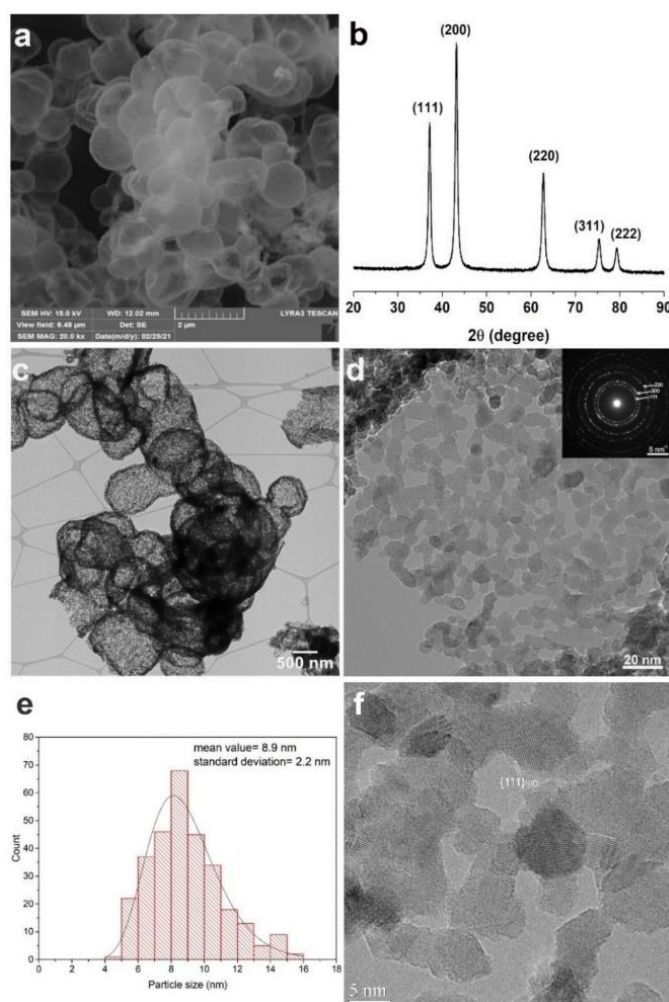 a
SEM HV: 15.0 kV WD: 12.02 mm LYRA3 TESCAN
View field: 9.48 µm Det: SE 2 µm
SEM MAG: 20.0 kx Date(m/d/y): 02/25/21
b
(200)
(111)
(220)
(311)
(222)
20 30 40 50 60 70 80 90
2θ (degree)
c
500 nm
d
220
200
111
5 nm⁻¹
20 nm
e
mean value= 8.9 nm
standard deviation= 2.2 nm
80
70
60
50
40
30
20
10
0
Count
0 2 4 6 8 10 12 14 16 18
Particle size (nm)
f
{111}
5 nm